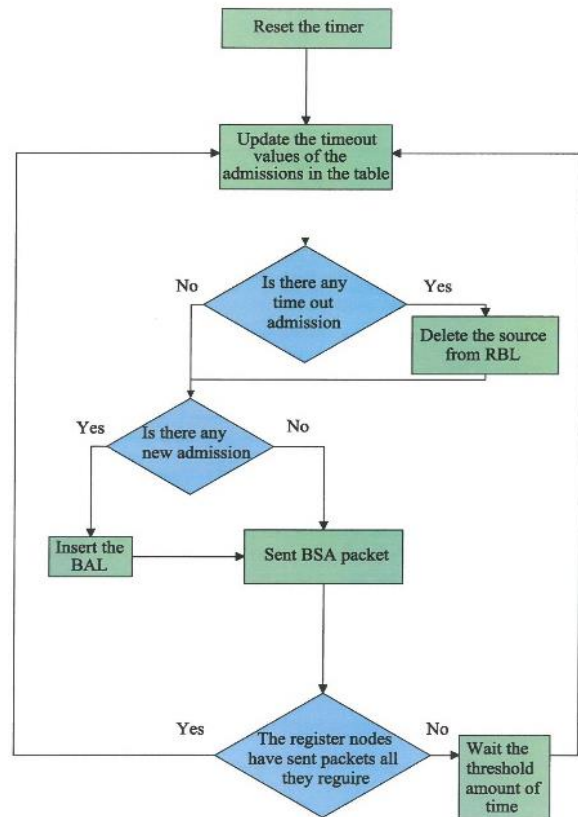 Reset the timer
Update the timeout
values of the
admissions in the table
No
Is there any
time out
admission
Yes
Delete the source
from RBL
Yes
Is there any
new admission
No
Insert the
BAL
Sent BSA packet
Yes
The register nodes
have sent packets all
they reguire
No
Wait the
threshold
amount of
time